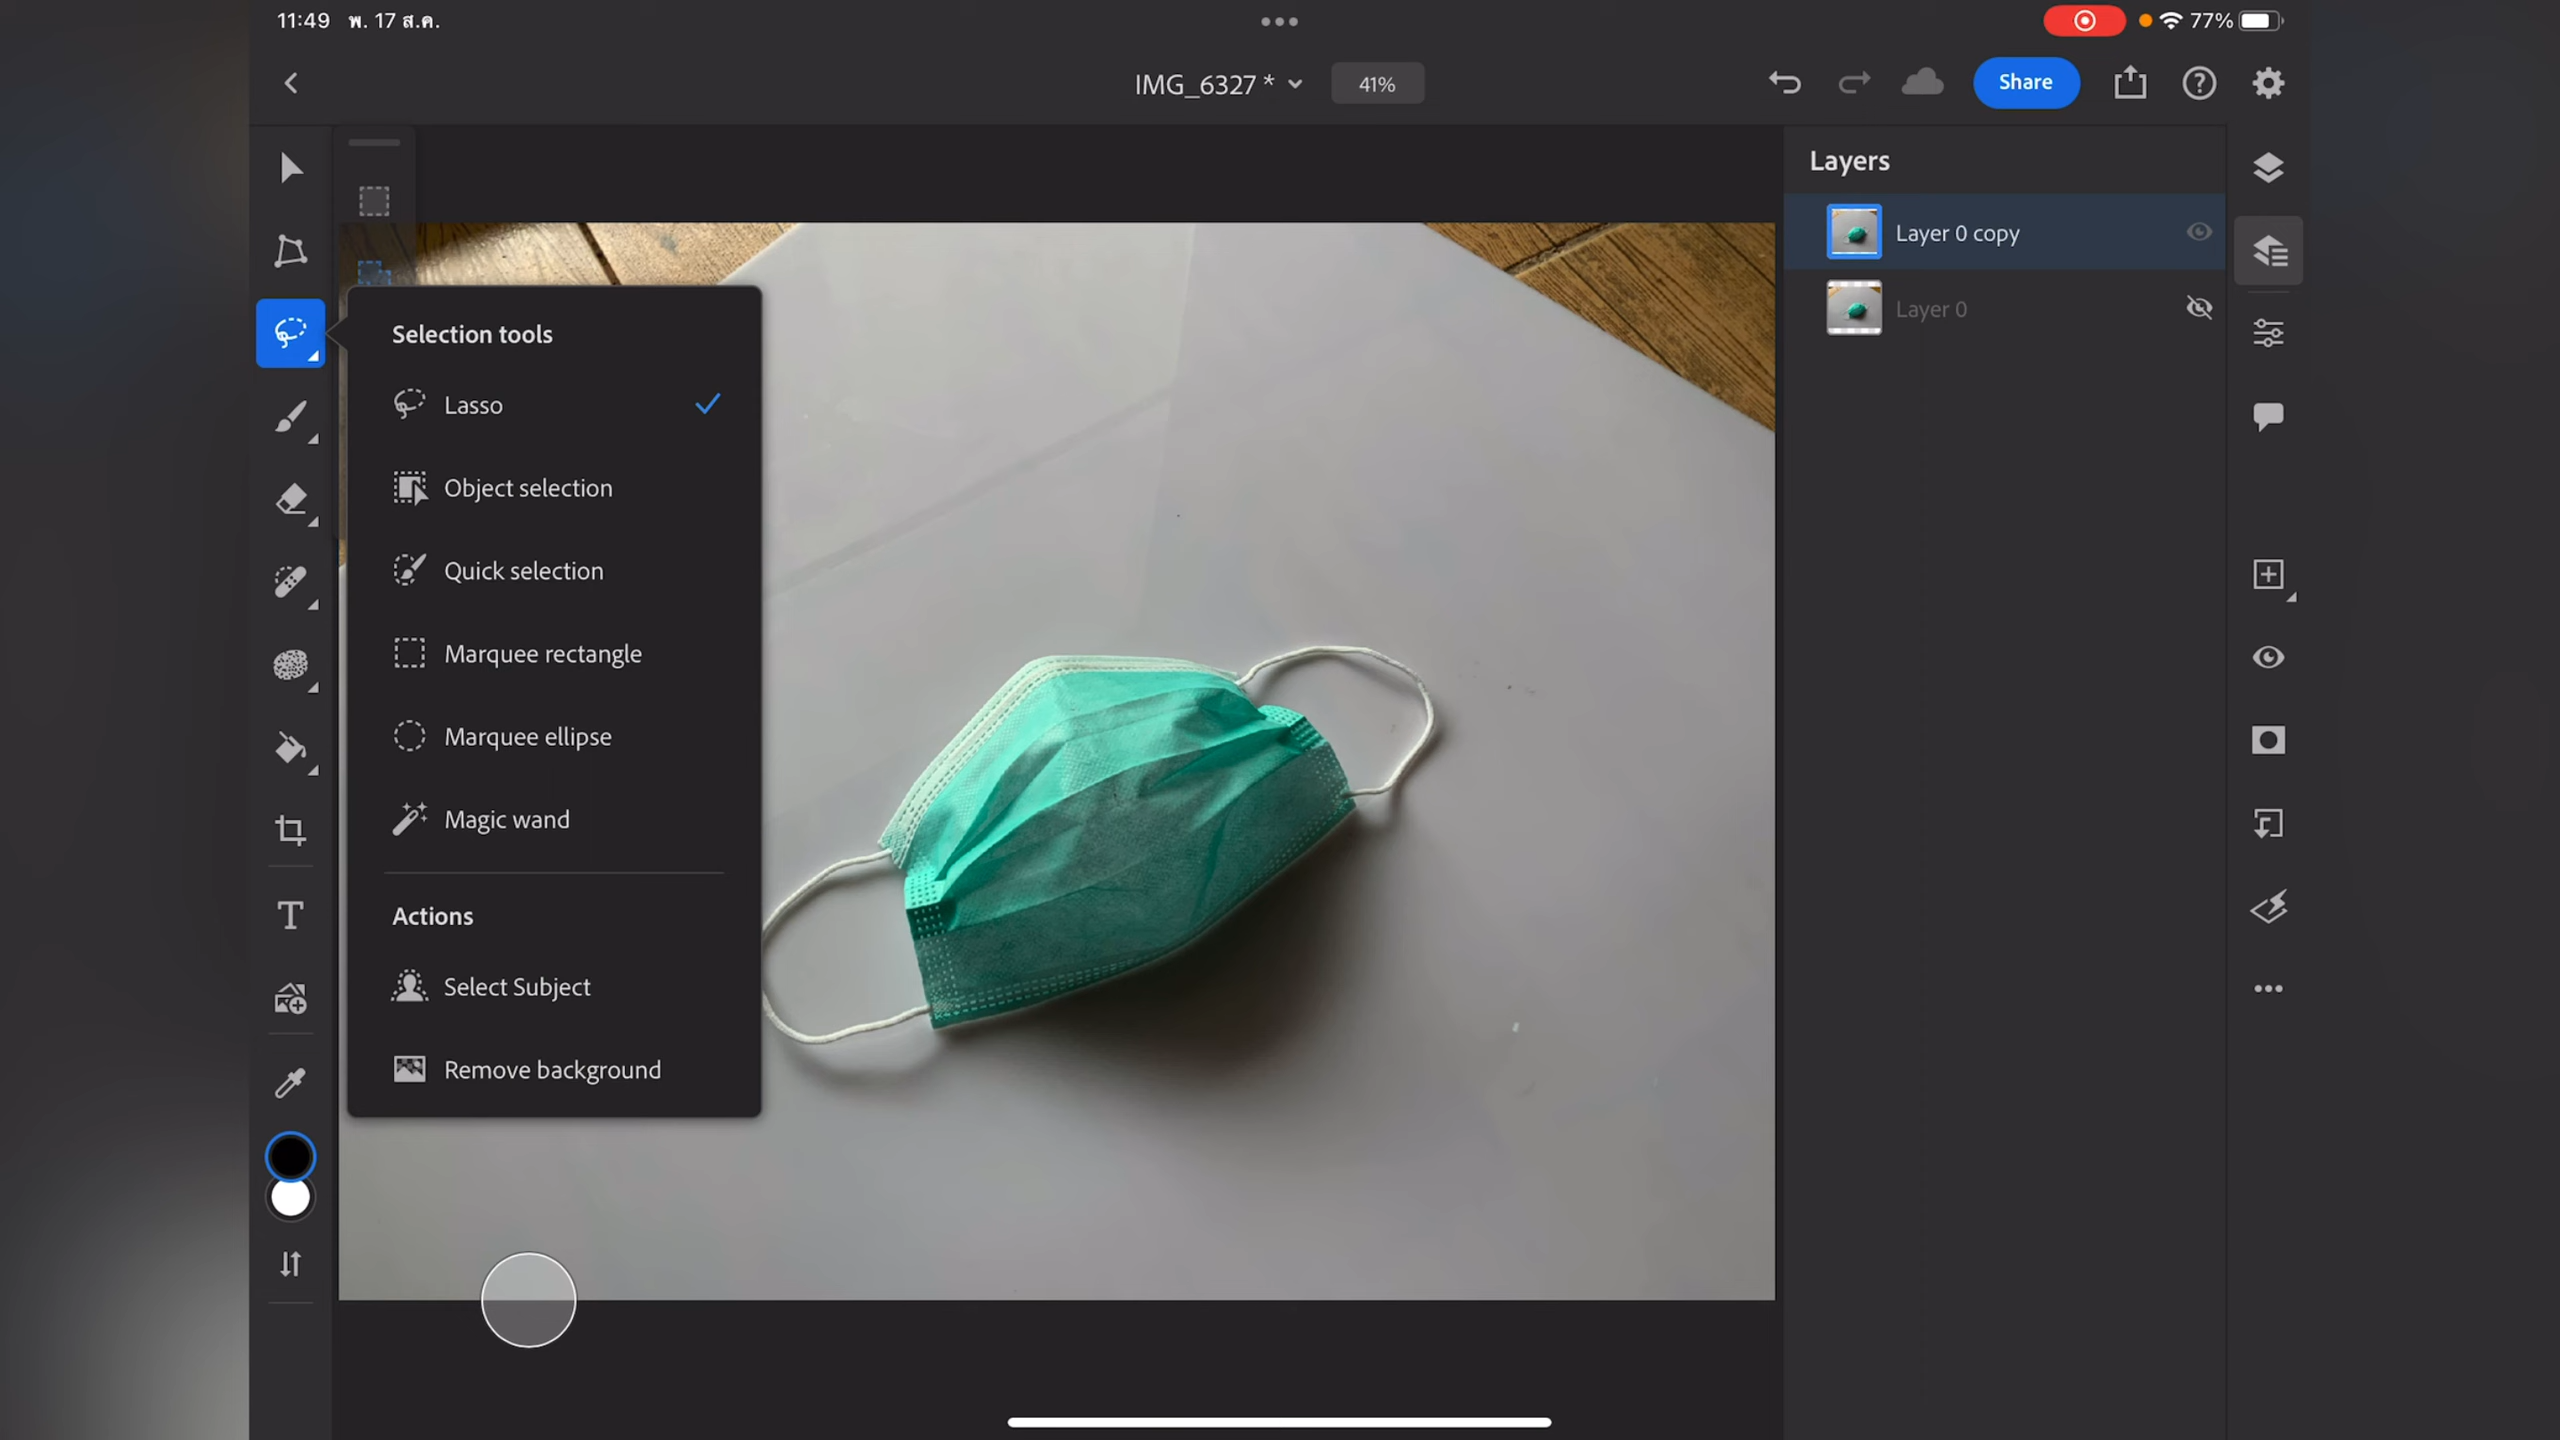 11:49 พ. 17 ส.ค.
77%
IMG_6327 *
41%
Share
Layers
Layer 0 copy
Layer 0
Selection tools
Lasso
Object selection
Quick selection
Marquee rectangle
Marquee ellipse
Magic wand
Actions
Select Subject
Remove background